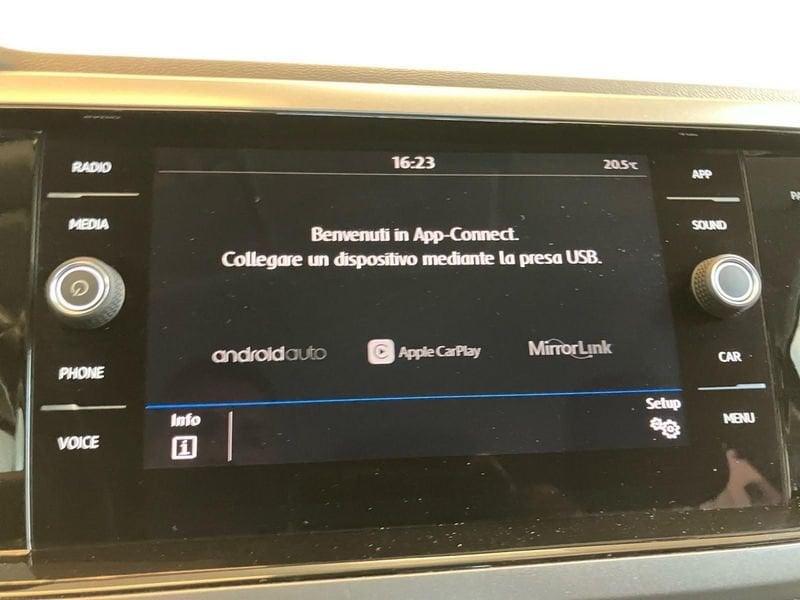 RADIO
MEDIA
PHONE
VOICE
16:23
20.5°C
Benvenuti in App-Connect.
Collegare un dispositivo mediante la presa USB.
androidauto
Apple CarPlay
MirrorLink
Info
i
Setup
APP
SOUND
CAR
MENU